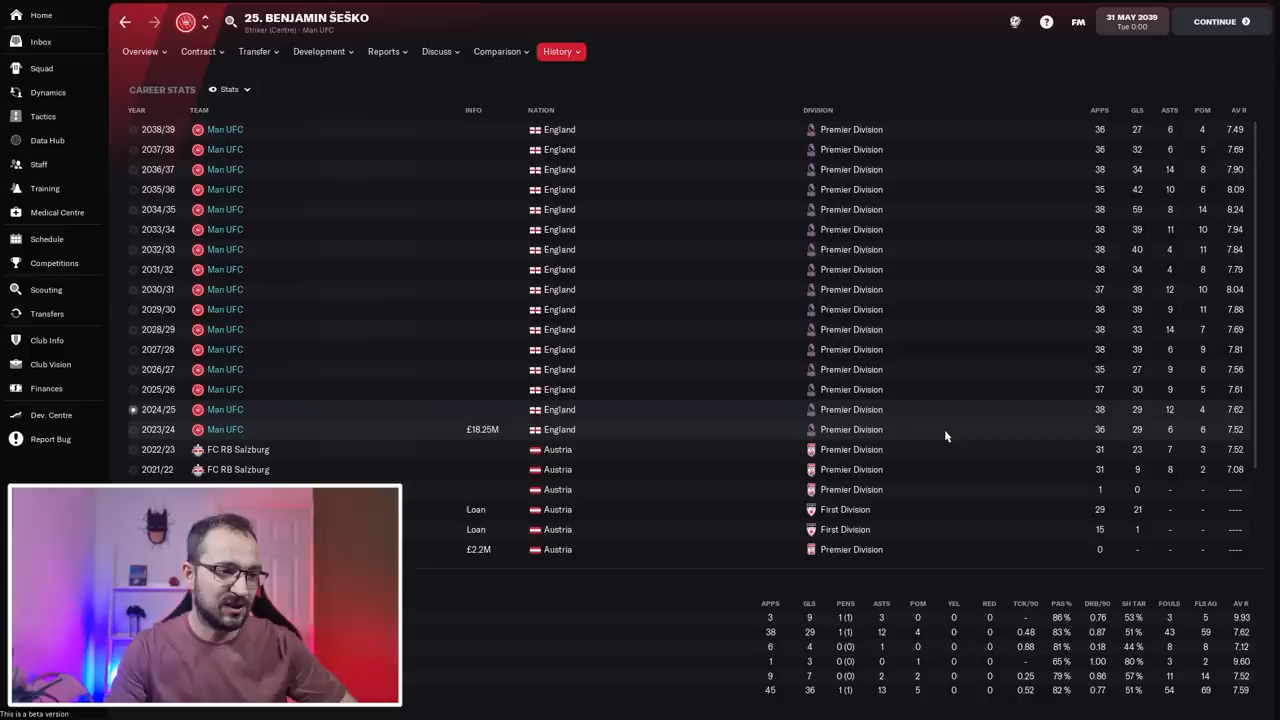 Home
Inbox
Squad
Dynamics
Tactics
Data Hub
Staff
Training
Medical Centre
Schedule
Competitions
Scouting
Transfers
Club Info
Club Vision
Finances
Dev. Centre
Report Bug
This is a beta version
25. BENJAMIN ŠEŠKO
Striker (Centre) - Man UFC
FM
31 MAY 2039
Tue 0:00
CONTINUE
Overview Contract Transfer Development Reports Discuss Comparison History
CAREER STATS Stats
YEAR TEAM INFO NATION DIVISION APPS GLS ASTS POM AV R
2038/39 Man UFC England Premier Division 36 27 6 4 7.49
2037/38 Man UFC England Premier Division 36 32 6 5 7.69
2036/37 Man UFC England Premier Division 38 34 14 8 7.90
2035/36 Man UFC England Premier Division 35 42 10 6 8.09
2034/35 Man UFC England Premier Division 38 59 8 14 8.24
2033/34 Man UFC England Premier Division 38 39 11 10 7.94
2032/33 Man UFC England Premier Division 38 40 4 11 7.84
2031/32 Man UFC England Premier Division 38 34 4 8 7.79
2030/31 Man UFC England Premier Division 37 39 12 10 8.04
2029/30 Man UFC England Premier Division 38 39 9 11 7.88
2028/29 Man UFC England Premier Division 38 33 14 7 7.69
2027/28 Man UFC England Premier Division 38 39 6 9 7.81
2026/27 Man UFC England Premier Division 35 27 9 6 7.56
2025/26 Man UFC England Premier Division 37 30 9 5 7.61
2024/25 Man UFC England Premier Division 38 29 12 4 7.62
2023/24 Man UFC £18.25M England Premier Division 36 29 6 6 7.52
2022/23 FC RB Salzburg Austria Premier Division 31 23 7 3 7.52
2021/22 FC RB Salzburg Austria Premier Division 31 9 8 2 7.08
Austria Premier Division 1 0 - - ----
Loan Austria First Division 29 21 - - ----
Loan Austria First Division 15 1 - - ----
£2.2M Austria Premier Division 0 - - - ----
APPS GLS PENS ASTS POM YEL RED TCK/90 PAS % DRB/90 SH TAR FOULS FLS AG AV R
3 9 1 (1) 3 0 0 0 - 86 % 0.76 53 % 3 5 9.93
38 29 1 (1) 12 4 0 0 0.48 83 % 0.87 51 % 43 59 7.62
6 4 0 (0) 1 0 0 0 0.88 81 % 0.18 44 % 8 8 7.12
1 3 0 (0) 0 1 0 0 - 65 % 1.00 80 % 3 2 9.60
9 7 0 (0) 2 2 0 0 0.25 79 % 0.86 57 % 11 14 7.52
45 36 1 (1) 13 5 0 0 0.52 82 % 0.77 51 % 54 69 7.59